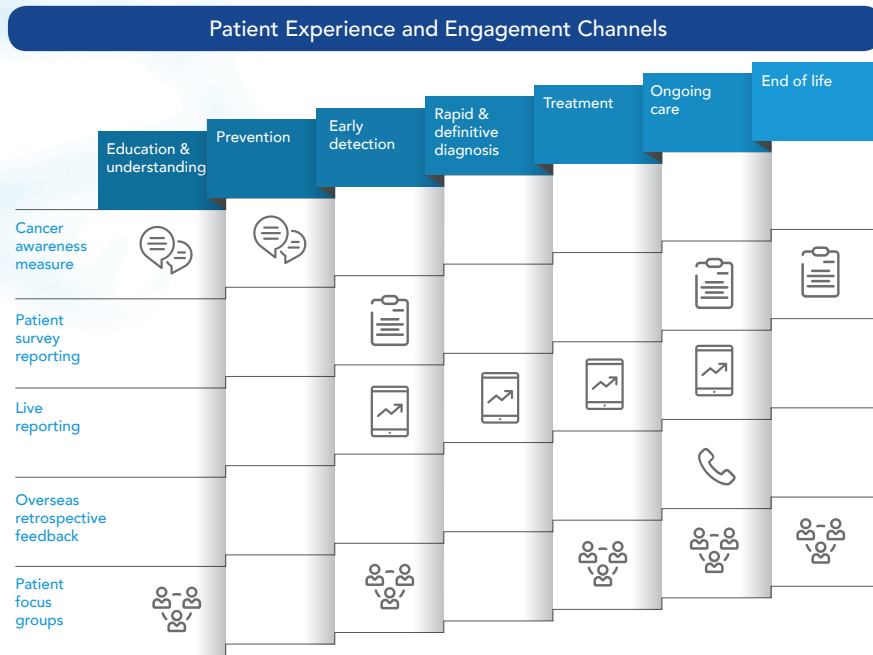 Patient Experience and Engagement Channels
Education &
understanding
Prevention
Early
detection
Rapid &
definitive
diagnosis
Treatment
Ongoing
care
End of life
Cancer
awareness
measure
Patient
survey
reporting
Live
reporting
Overseas
retrospective
feedback
Patient
focus
groups